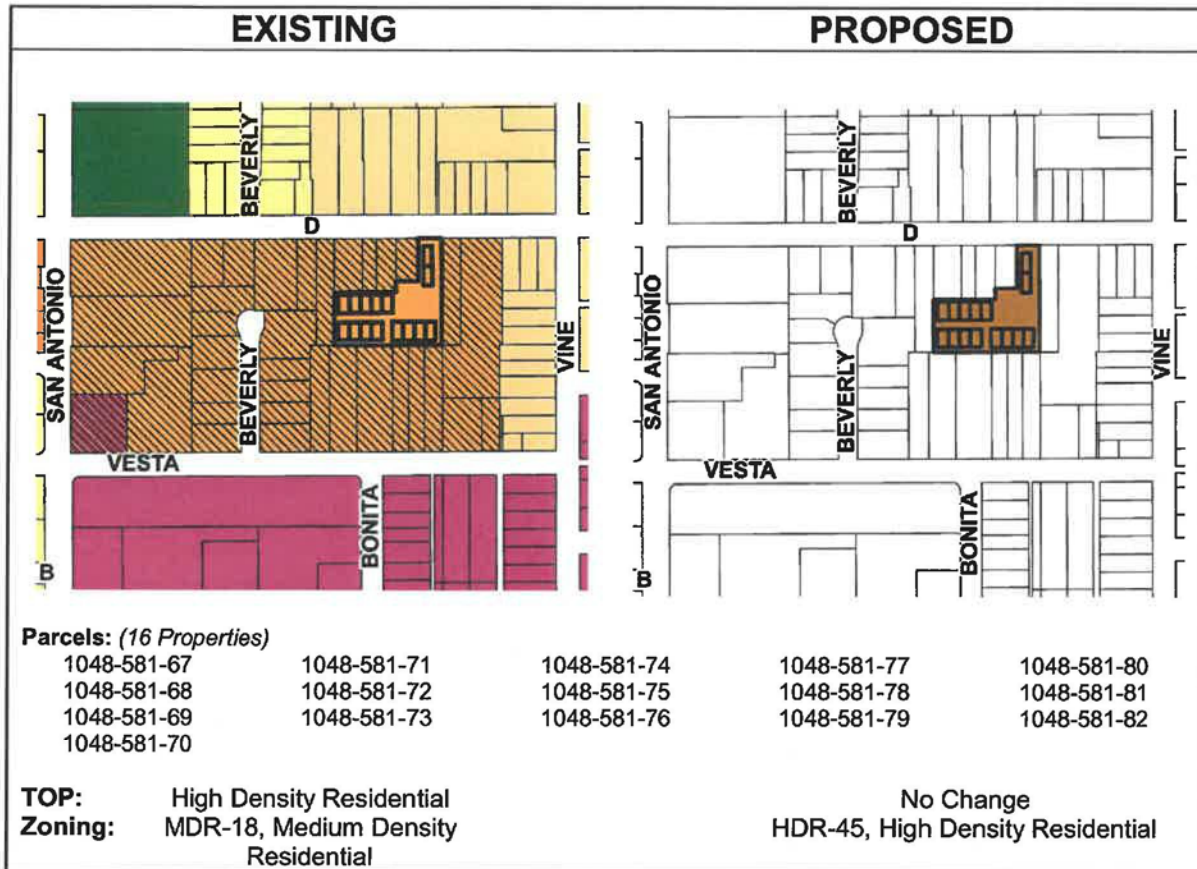 EXISTING
PROPOSED
BEVERLY
D
SAN ANTONIO
BEVERLY
VINE
VESTA
BONITA
B
BEVERLY
D
SAN ANTONIO
BEVERLY
VINE
VESTA
BONITA
B
Parcels: (16 Properties)
1048-581-67 1048-581-71 1048-581-74 1048-581-77 1048-581-80
1048-581-68 1048-581-72 1048-581-75 1048-581-78 1048-581-81
1048-581-69 1048-581-73 1048-581-76 1048-581-79 1048-581-82
1048-581-70
TOP: High Density Residential No Change
Zoning: MDR-18, Medium Density HDR-45, High Density Residential
Residential